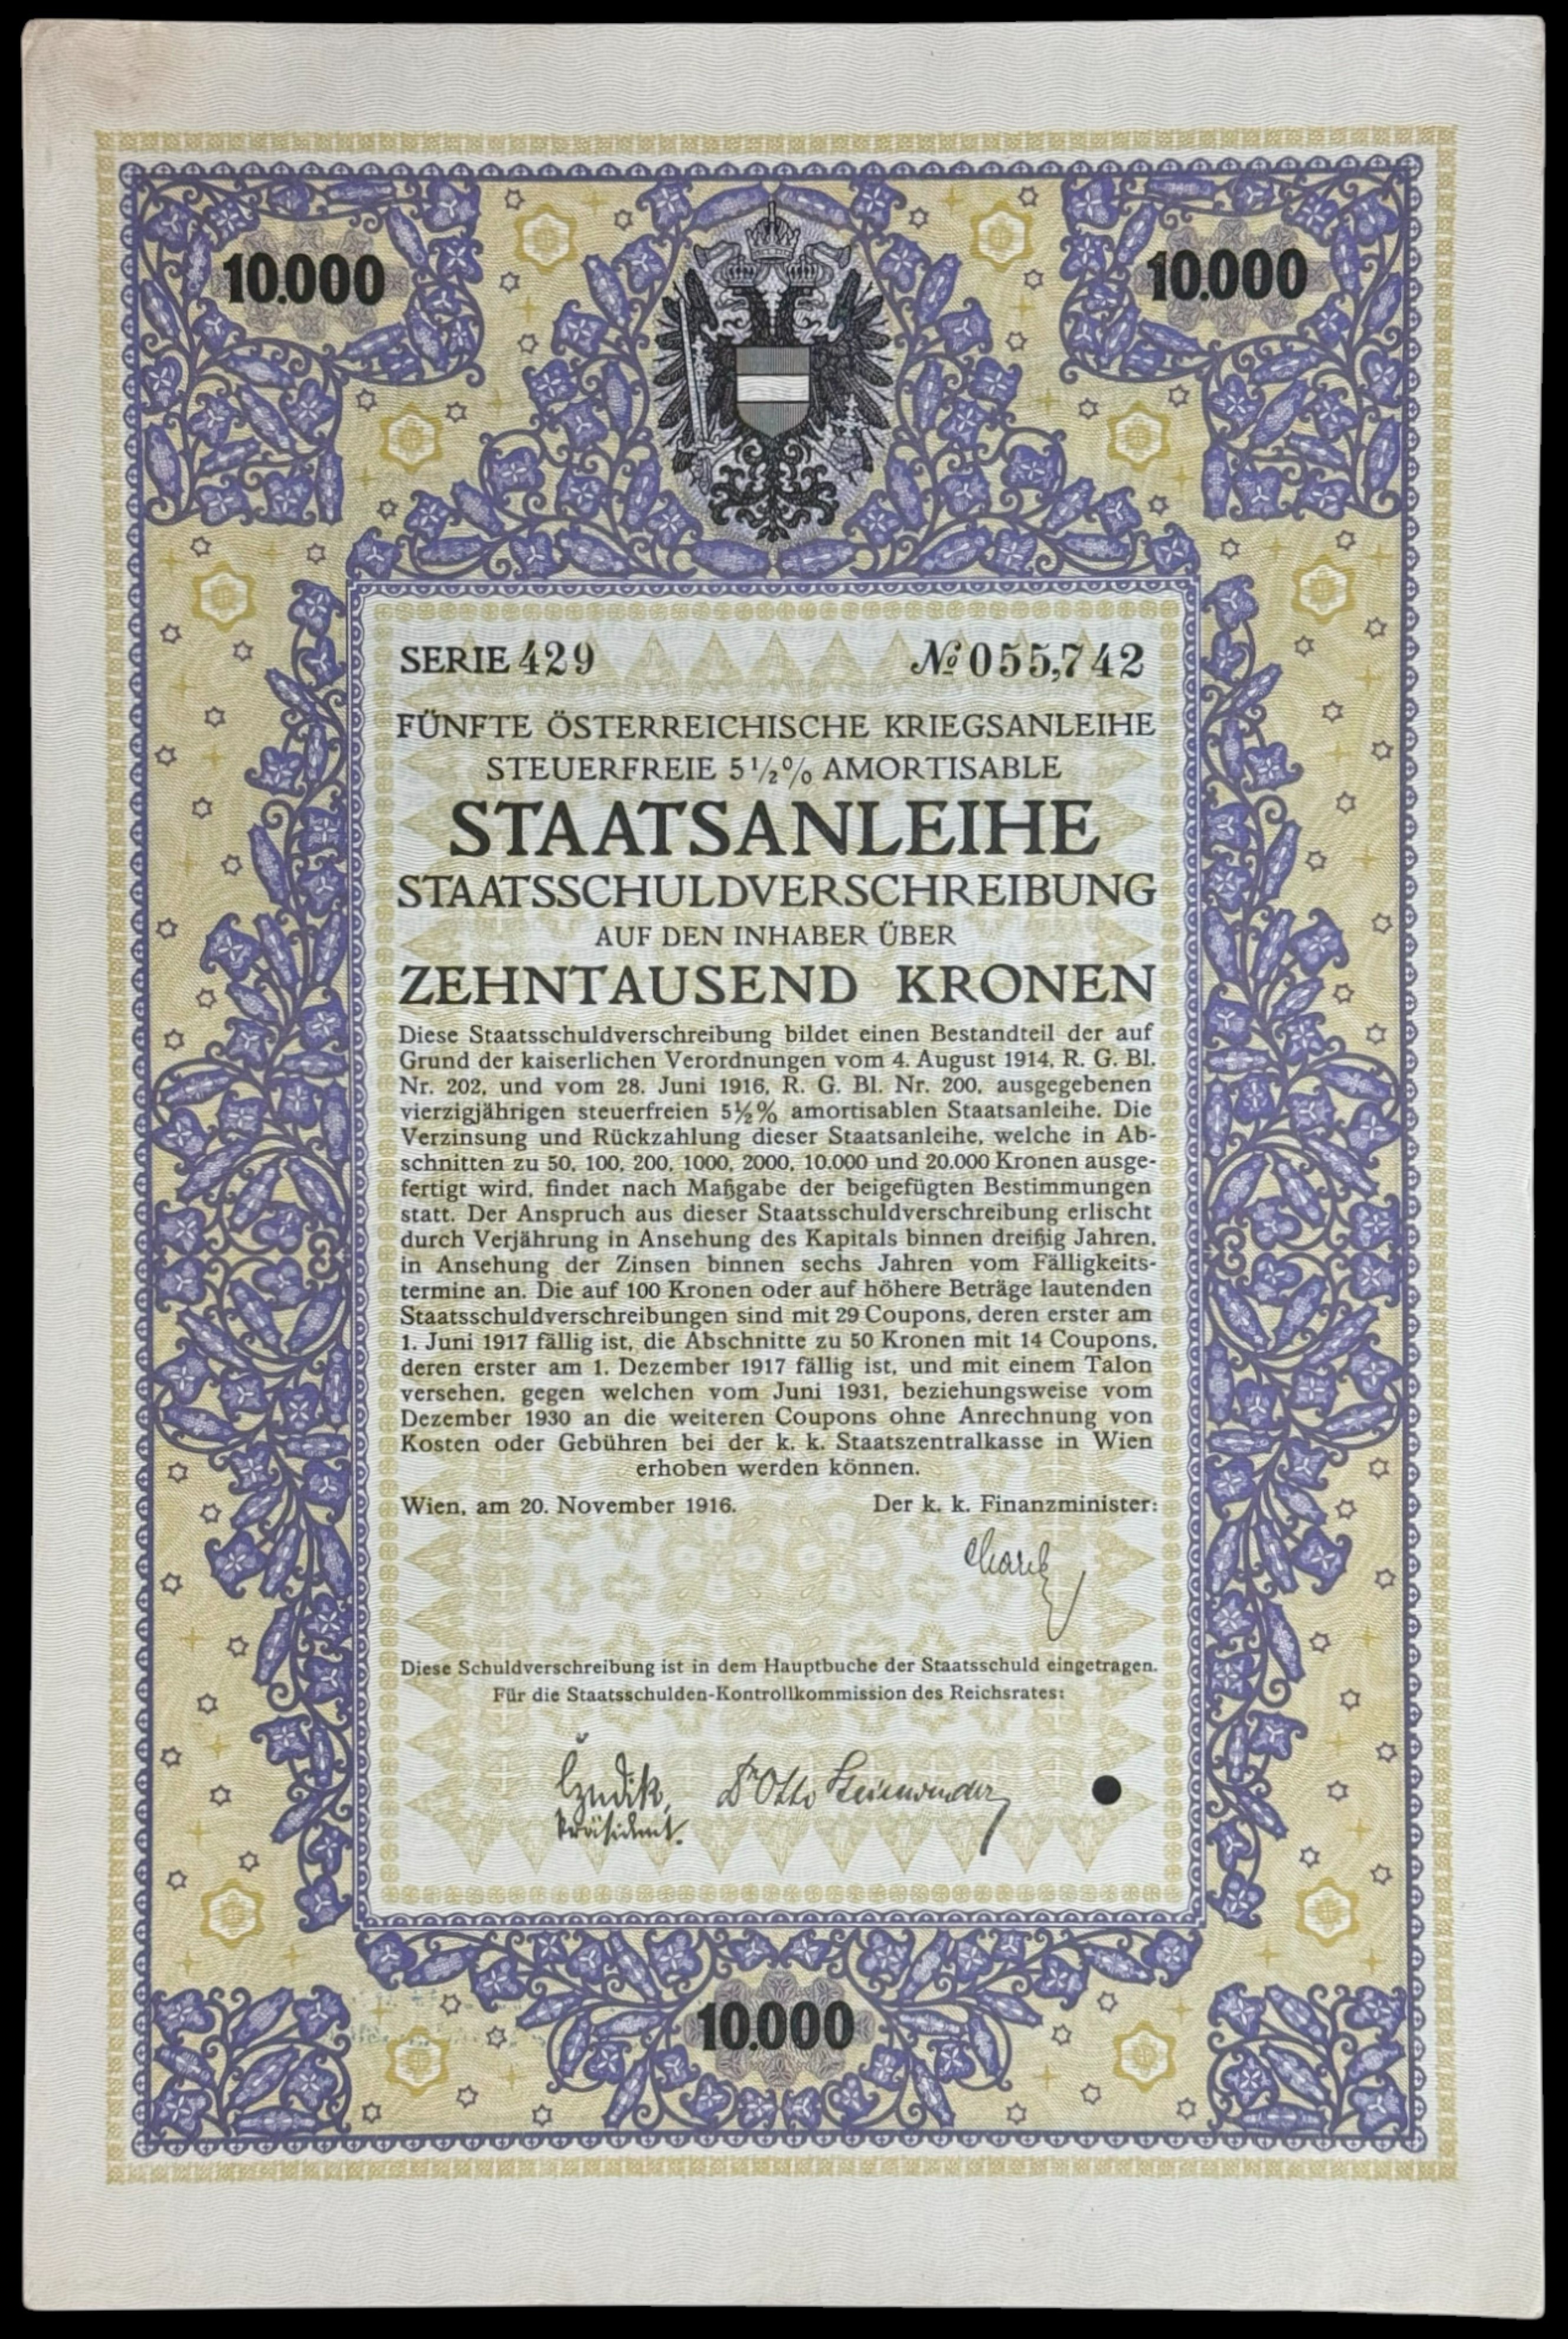 10.000
10.000
SERIE 429
№ 055,742
FÜNFTE ÖSTERREICHISCHE KRIEGSANLEIHE
STEUERFREIE 5½% AMORTISABLE
STAATSANLEIHE
STAATSSCHULDVERSCHREIBUNG
AUF DEN INHABER ÜBER
ZEHNTAUSEND KRONEN
Diese Staatsschuldverschreibung bildet einen Bestandteil der auf
Grund der kaiserlichen Verordnungen vom 4. August 1914, R. G. Bl.
Nr. 202, und vom 28. Juni 1916, R. G. Bl. Nr. 200, ausgegebenen
vierzigjährigen steuerfreien 5½% amortisablen Staatsanleihe. Die
Verzinsung und Rückzahlung dieser Staatsanleihe, welche in Ab-
schnitten zu 50, 100, 200, 1000, 2000, 10.000 und 20.000 Kronen ausge-
fertigt wird, findet nach Maßgabe der beigefügten Bestimmungen
statt. Der Anspruch aus dieser Staatsschuldverschreibung erlischt
durch Verjährung in Ansehung des Kapitals binnen dreißig Jahren,
in Ansehung der Zinsen binnen sechs Jahren vom Fälligkeits-
termine an. Die auf 100 Kronen oder auf höhere Beträge lautenden
Staatsschuldverschreibungen sind mit 29 Coupons, deren erster am
1. Juni 1917 fällig ist, die Abschnitte zu 50 Kronen mit 14 Coupons,
deren erster am 1. Dezember 1917 fällig ist, und mit einem Talon
versehen, gegen welchen vom Juni 1931, beziehungsweise vom
Dezember 1930 an die weiteren Coupons ohne Anrechnung von
Kosten oder Gebühren bei der k. k. Staatszentralkasse in Wien
erhoben werden können.
Wien, am 20. November 1916.
Der k. k. Finanzminister:
Diese Schuldverschreibung ist in dem Hauptbuche der Staatsschuld eingetragen.
Für die Staatsschulden-Kontrollkommission des Reichsrates:
Dr Otto Steinwender
Präsident.
10.000